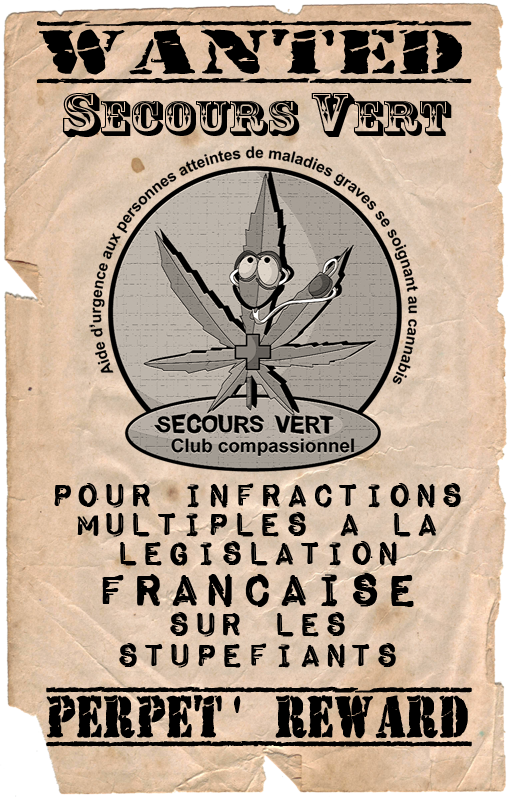 WANTED
SECOURS VERT
Aide d'urgence aux personnes atteintes de maladies graves se soignant au cannabis
SECOURS VERT
Club compassionnel
POUR INFRACTIONS
MULTIPLES A LA
LEGISLATION
FRANCAISE
SUR LES
STUPEFIANTS
PERPET' REWARD